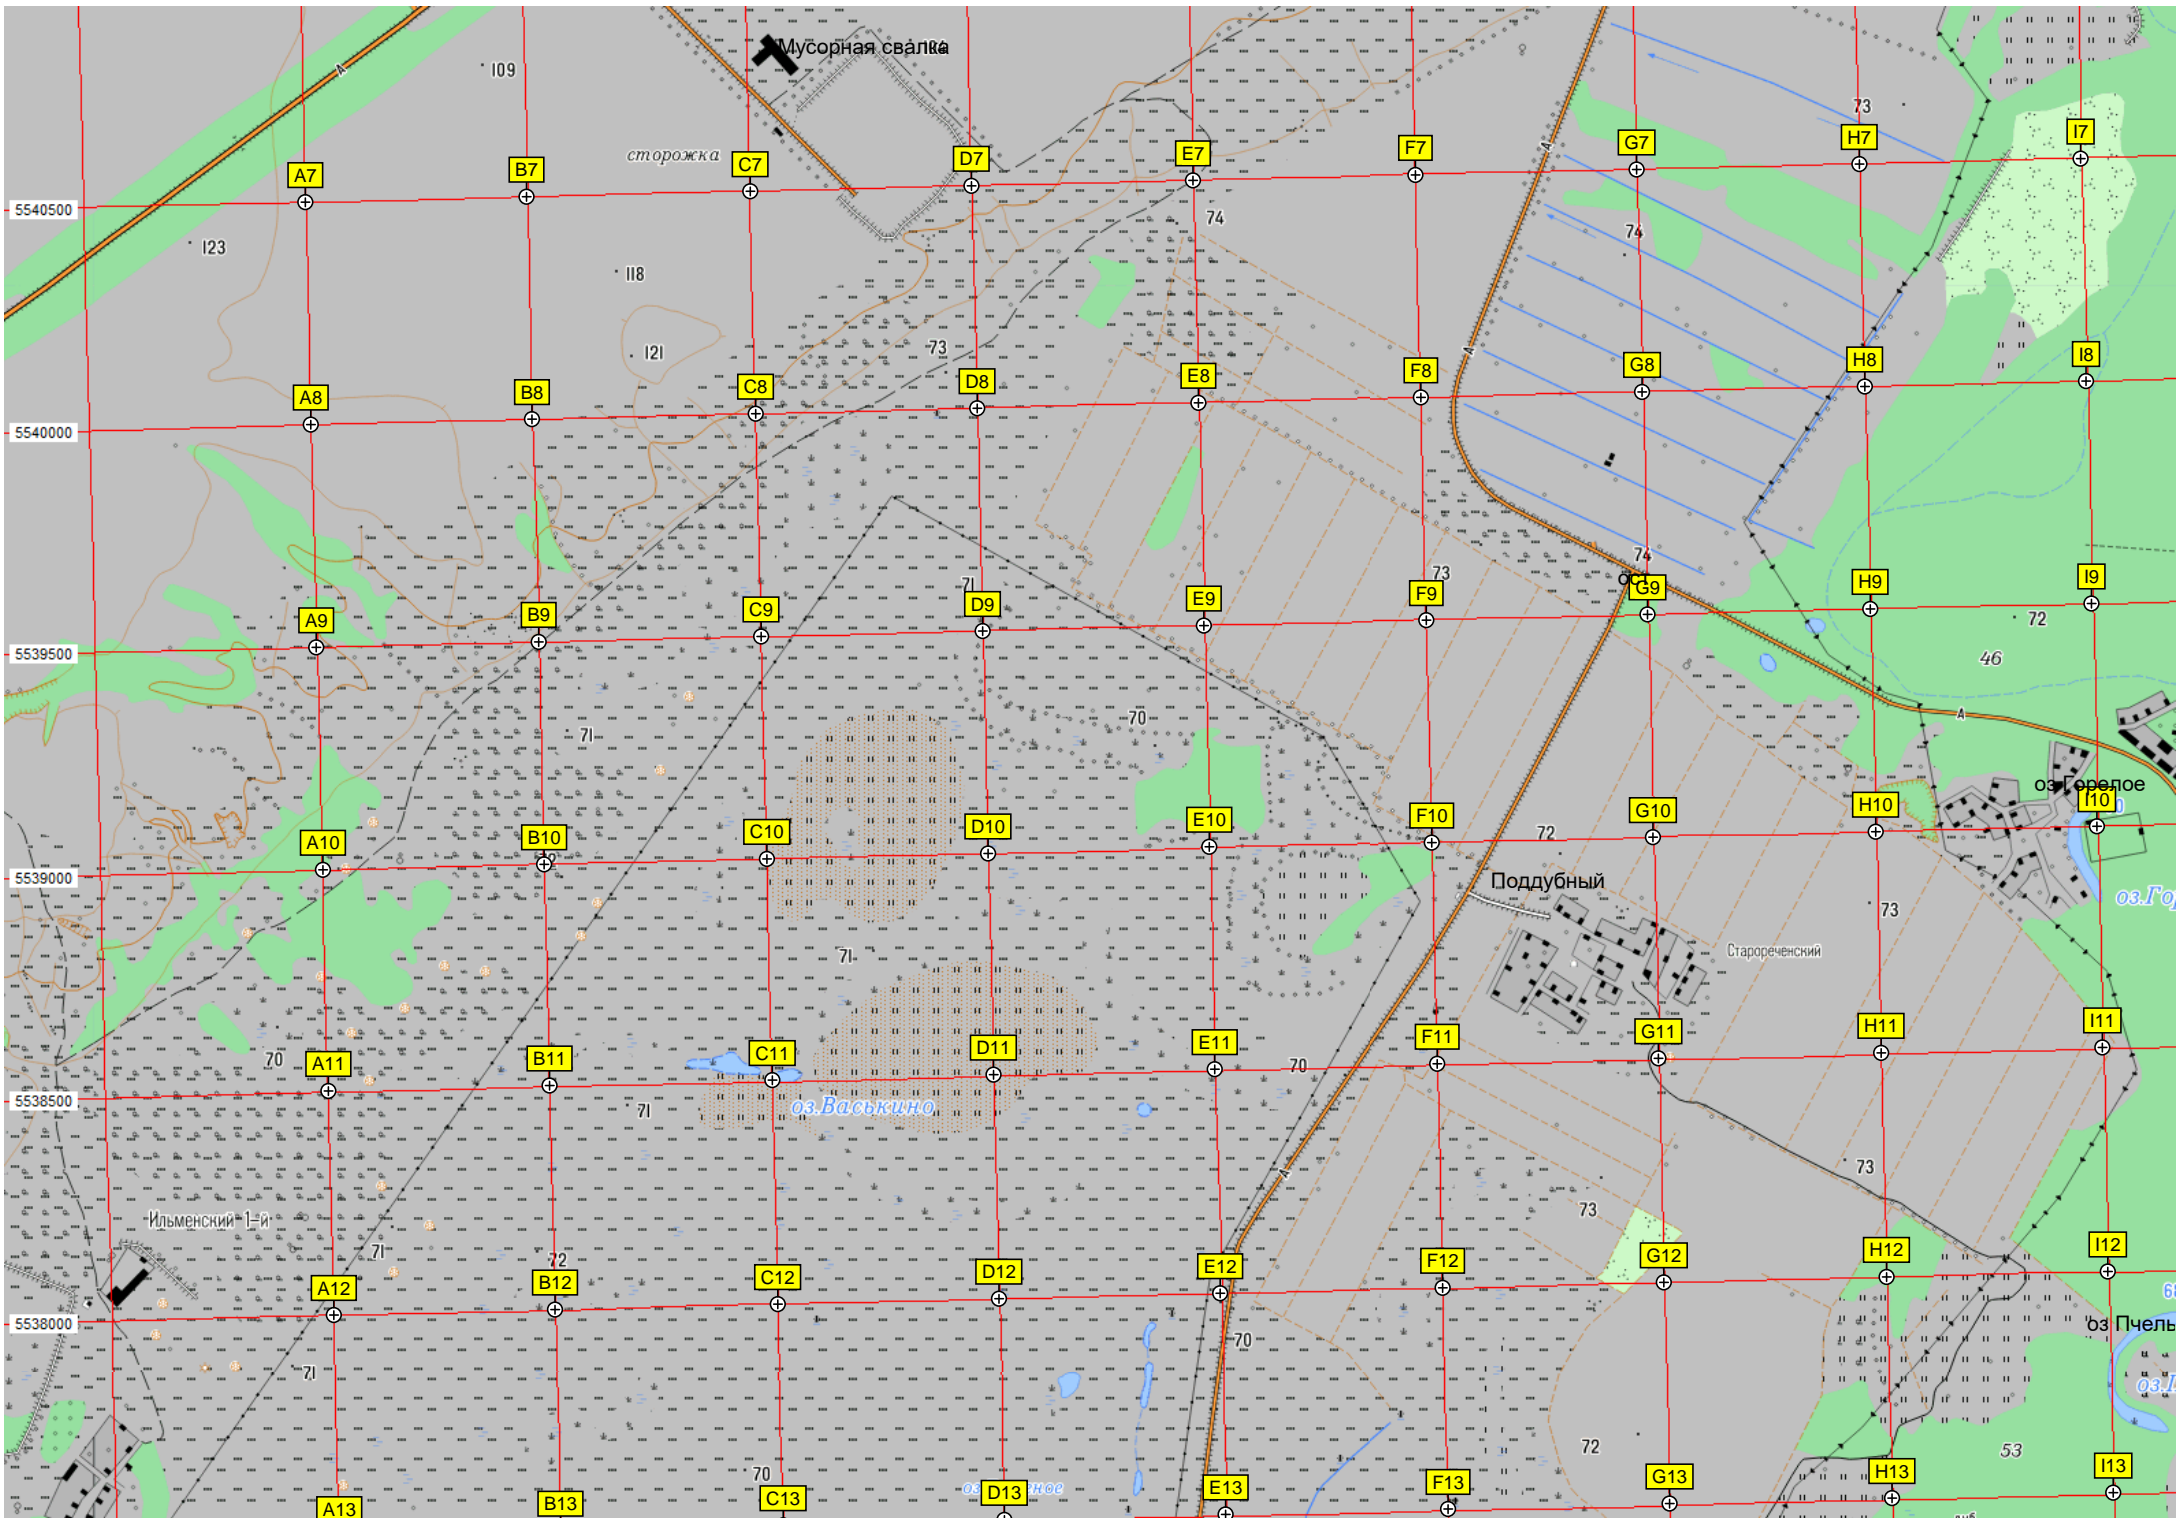 Мусорная свалка
109
73
сторожка
A7
B7
C7
D7
E7
F7
G7
H7
I7
5540500
123
118
74
74
121
73
A8
B8
C8
D8
E8
F8
G8
H8
I8
5540000
74
ост
71
73
A9
B9
C9
D9
E9
F9
G9
H9
I9
72
5539500
46
71
70
А
оз.Горелое
A10
B10
C10
D10
E10
F10
G10
H10
I10
72
5539000
Поддубный
73
71
Старореченский
70
A11
B11
C11
D11
E11
F11
G11
H11
I11
70
5538500
71
оз.Васькино
73
Ильменский 1-й
73
71
72
A12
B12
C12
D12
E12
F12
G12
H12
I12
5538000
70
оз Пчель
71
72
53
70
A13
B13
C13
D13
E13
F13
G13
H13
I13